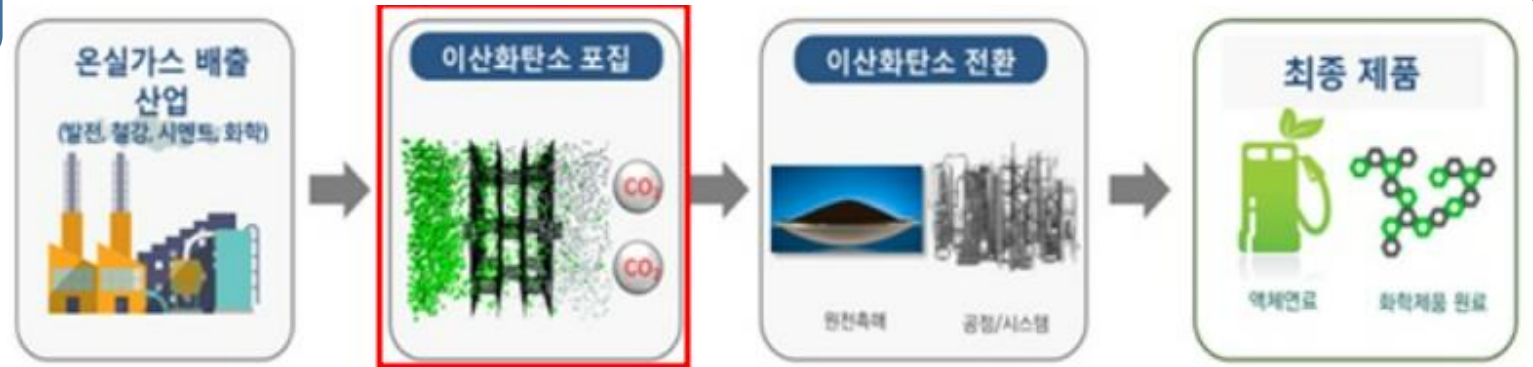 온실가스 배출
산업
(발전, 철강, 시멘트, 화학)
이산화탄소 포집
CO₂
CO₂
이산화탄소 전환
원천촉매
공정/시스템
최종 제품
액체연료
화학제품 원료